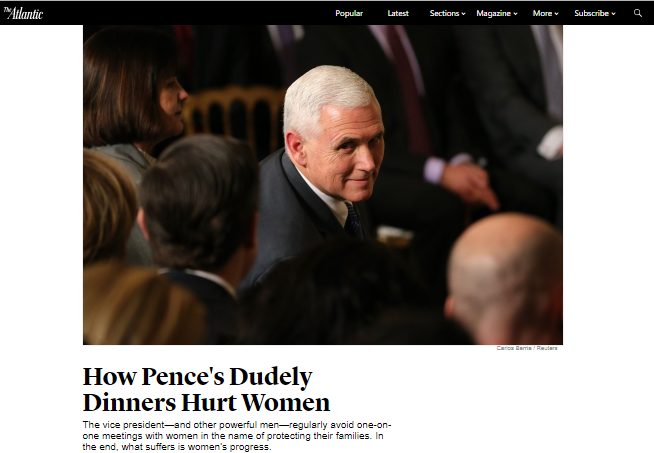 The Atlantic
Popular Latest Sections Magazine More Subscribe
Carlos Barria / Reuters
How Pence's Dudely
Dinners Hurt Women
The vice president—and other powerful men—regularly avoid one-on-
one meetings with women in the name of protecting their families. In
the end, what suffers is women's progress.